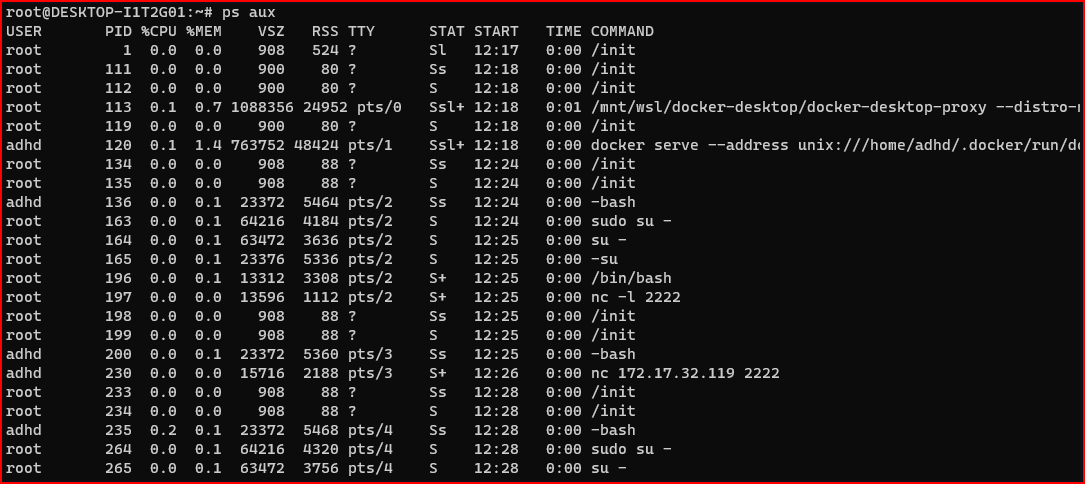 root@DESKTOP-I1T2G01:~# ps aux
USER PID %CPU %MEM VSZ RSS TTY STAT START TIME COMMAND
root 1 0.0 0.0 908 524 ? Sl 12:17 0:00 /init
root 111 0.0 0.0 900 80 ? Ss 12:18 0:00 /init
root 112 0.0 0.0 900 80 ? S 12:18 0:00 /init
root 113 0.1 0.7 1088356 24952 pts/0 Ssl+ 12:18 0:01 /mnt/wsl/docker-desktop/docker-desktop-proxy --distro-
root 119 0.0 0.0 900 80 ? S 12:18 0:00 /init
adhd 120 0.1 1.4 763752 48424 pts/1 Ssl+ 12:18 0:00 docker serve --address unix:///home/adhd/.docker/run/d
root 134 0.0 0.0 908 88 ? Ss 12:24 0:00 /init
root 135 0.0 0.0 908 88 ? S 12:24 0:00 /init
adhd 136 0.0 0.1 23372 5464 pts/2 Ss 12:24 0:00 -bash
root 163 0.0 0.1 64216 4184 pts/2 S 12:24 0:00 sudo su -
root 164 0.0 0.1 63472 3636 pts/2 S 12:25 0:00 su -
root 165 0.0 0.1 23376 5336 pts/2 S 12:25 0:00 -su
root 196 0.0 0.1 13312 3308 pts/2 S+ 12:25 0:00 /bin/bash
root 197 0.0 0.0 13596 1112 pts/2 S+ 12:25 0:00 nc -l 2222
root 198 0.0 0.0 908 88 ? Ss 12:25 0:00 /init
root 199 0.0 0.0 908 88 ? S 12:25 0:00 /init
adhd 200 0.0 0.1 23372 5360 pts/3 Ss 12:25 0:00 -bash
adhd 230 0.0 0.0 15716 2188 pts/3 S+ 12:26 0:00 nc 172.17.32.119 2222
root 233 0.0 0.0 908 88 ? Ss 12:28 0:00 /init
root 234 0.0 0.0 908 88 ? S 12:28 0:00 /init
adhd 235 0.2 0.1 23372 5468 pts/4 Ss 12:28 0:00 -bash
root 264 0.0 0.1 64216 4320 pts/4 S 12:28 0:00 sudo su -
root 265 0.0 0.1 63472 3756 pts/4 S 12:28 0:00 su -